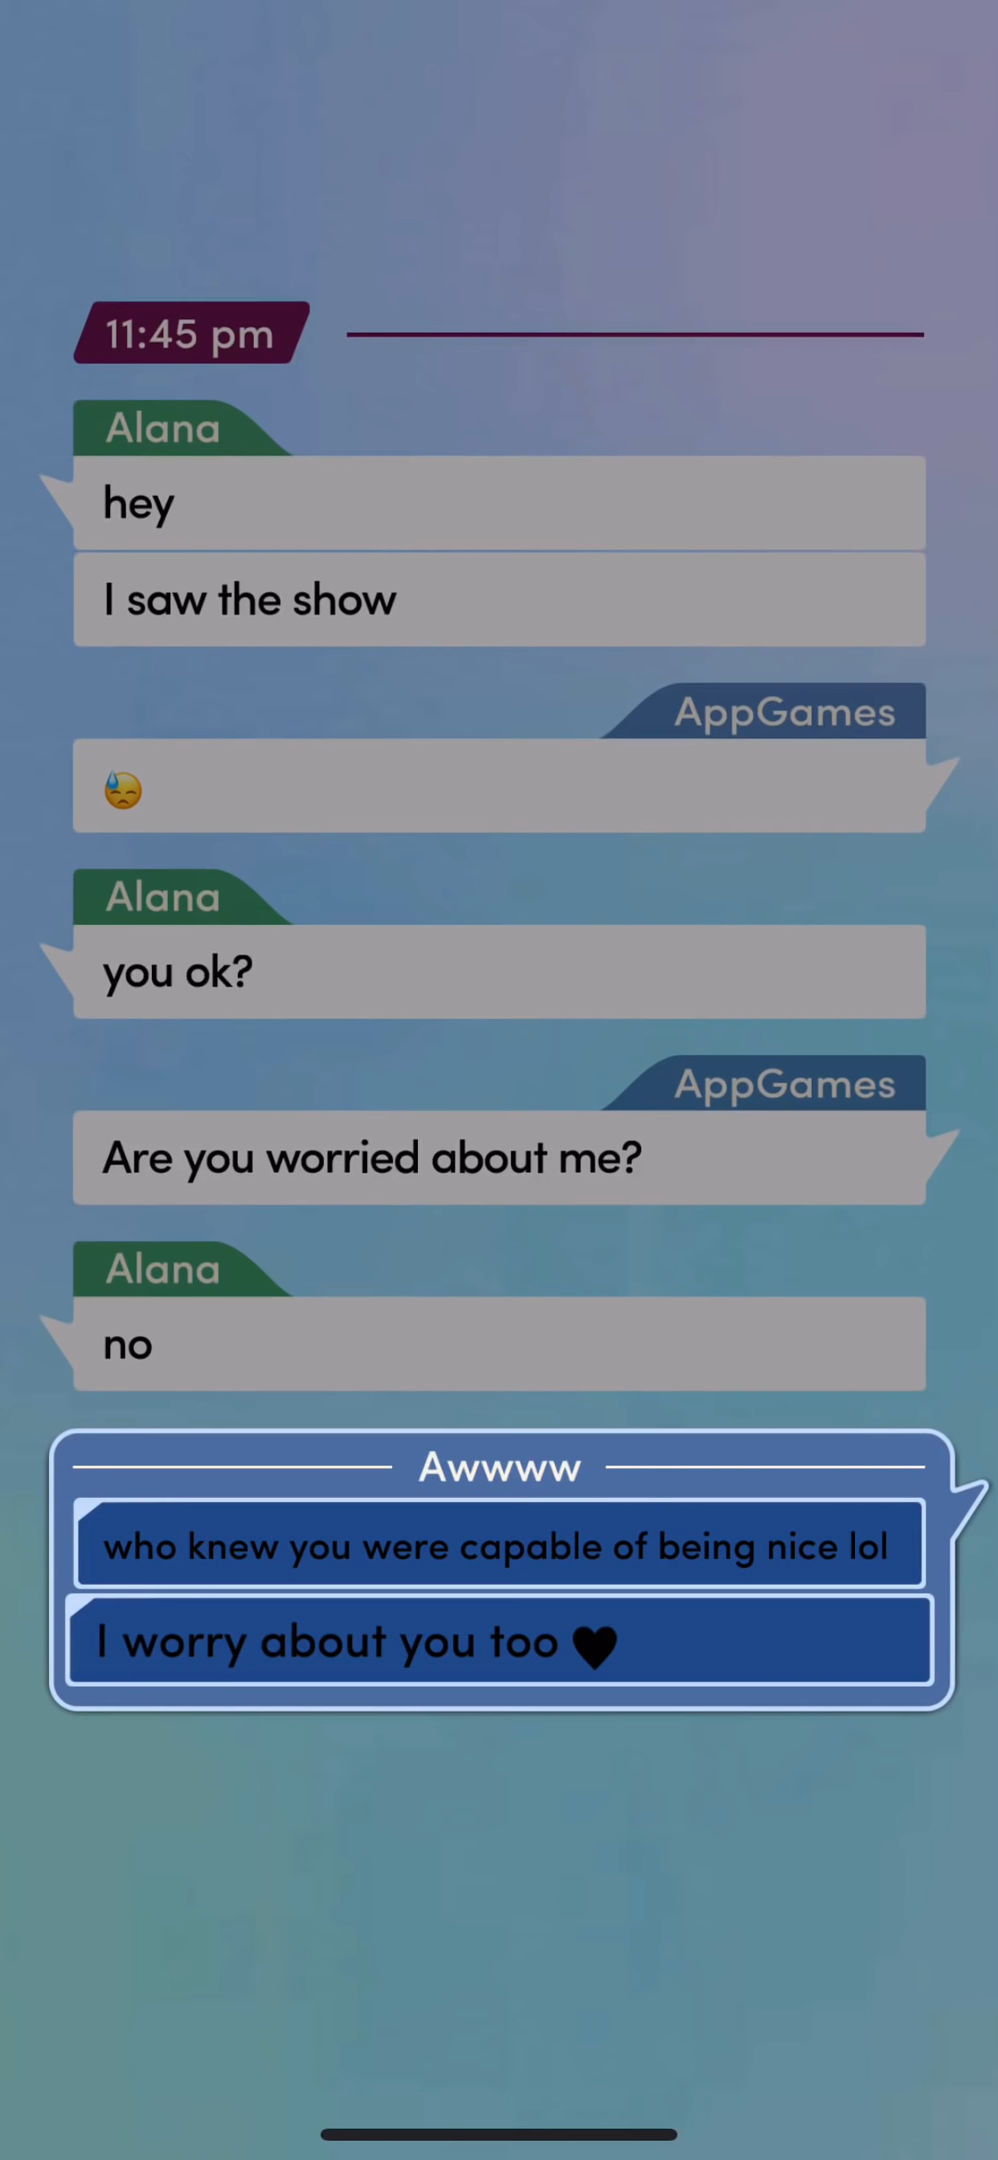 11:45 pm
Alana
hey
I saw the show
AppGames
😓
Alana
you ok?
AppGames
Are you worried about me?
Alana
no
Awwww
who knew you were capable of being nice lol
I worry about you too ♥